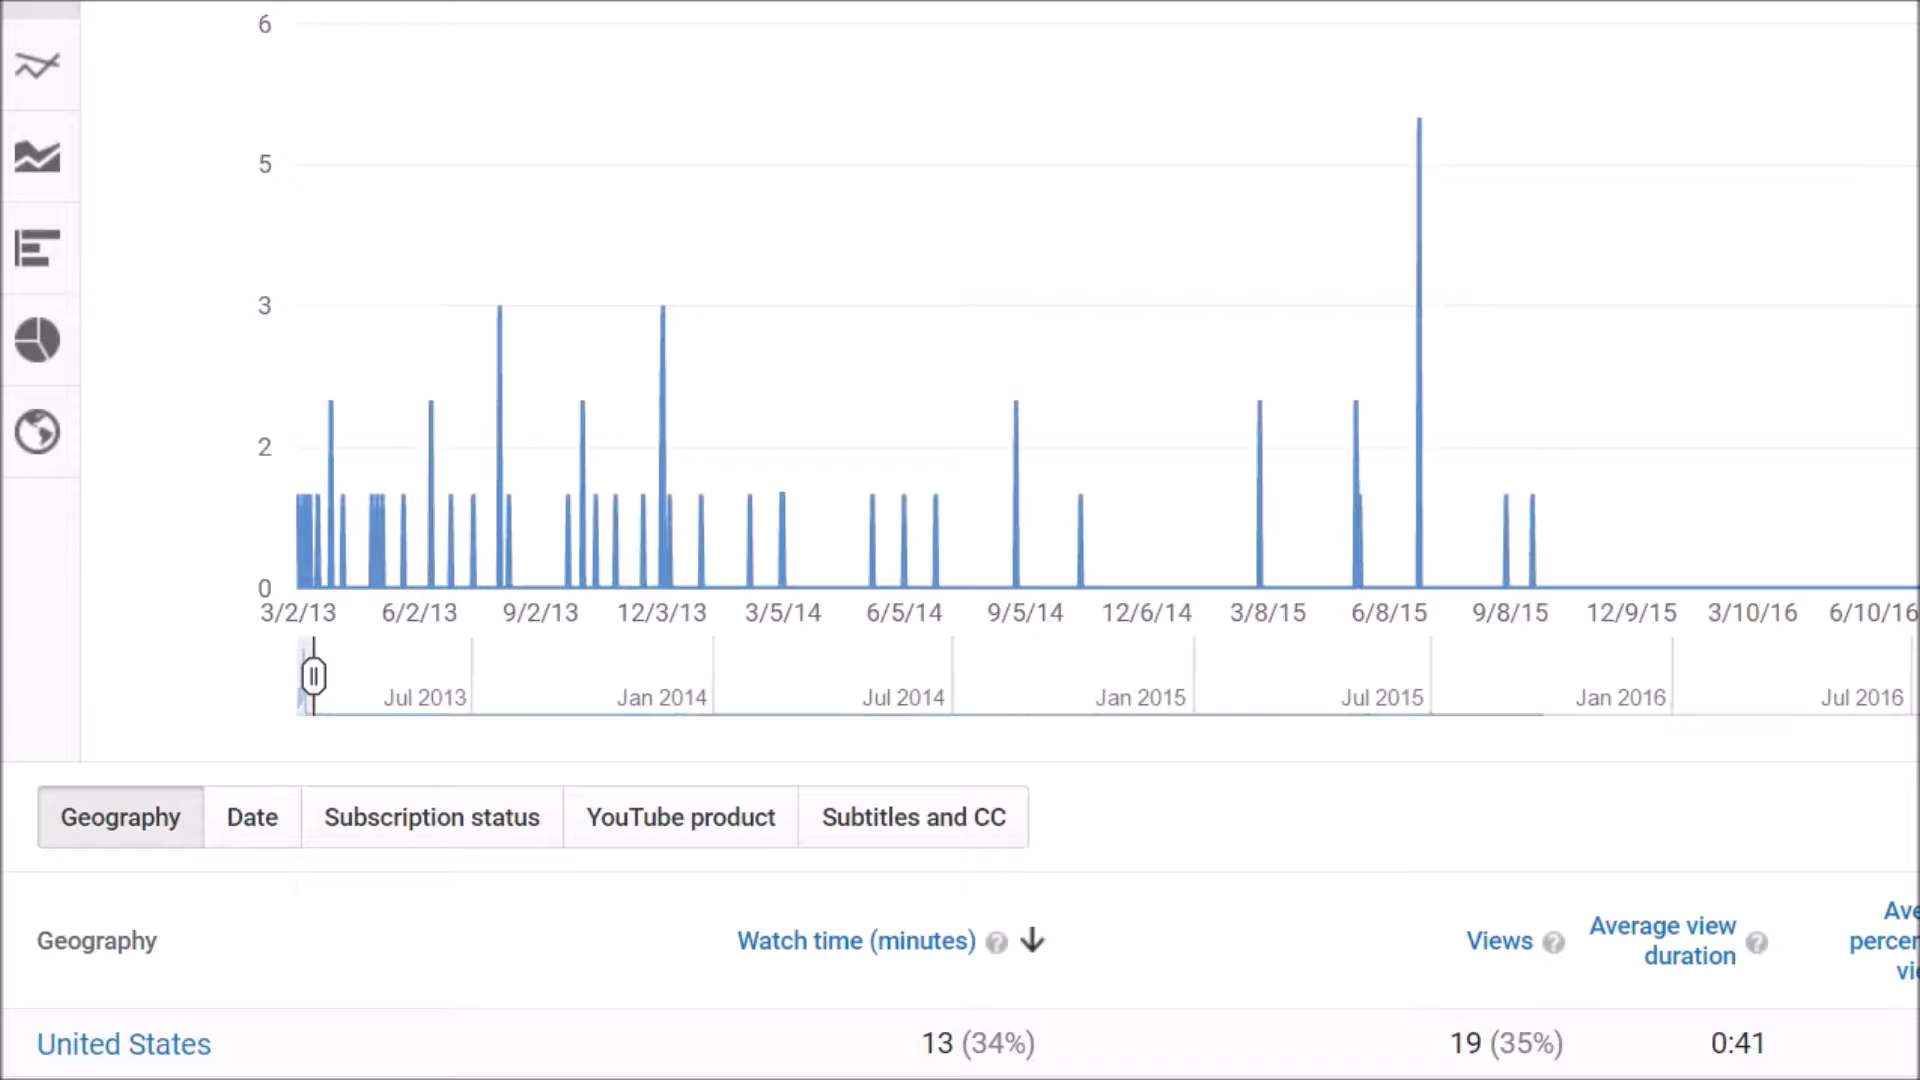 6
5
3
2
0
3/2/13 6/2/13 9/2/13 12/3/13 3/5/14 6/5/14 9/5/14 12/6/14 3/8/15 6/8/15 9/8/15 12/9/15 3/10/16 6/10/16
Jul 2013 Jan 2014 Jul 2014 Jan 2015 Jul 2015 Jan 2016 Jul 2016
Geography Date Subscription status YouTube product Subtitles and CC
Geography Watch time (minutes) ? Views ? Average view duration ?
United States 13 (34%) 19 (35%) 0:41